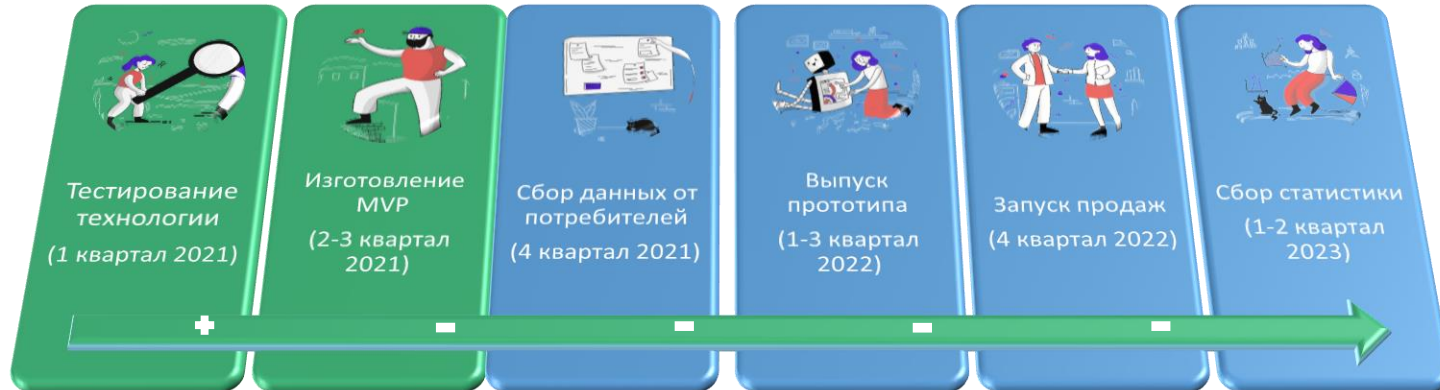 Тестирование
технологии
(1 квартал 2021)
Изготовление
MVP
(2-3 квартал
2021)
Сбор данных от
потребителей
(4 квартал 2021)
Выпуск
прототипа
(1-3 квартал
2022)
Запуск продаж
(4 квартал 2022)
Сбор статистики
(1-2 квартал
2023)